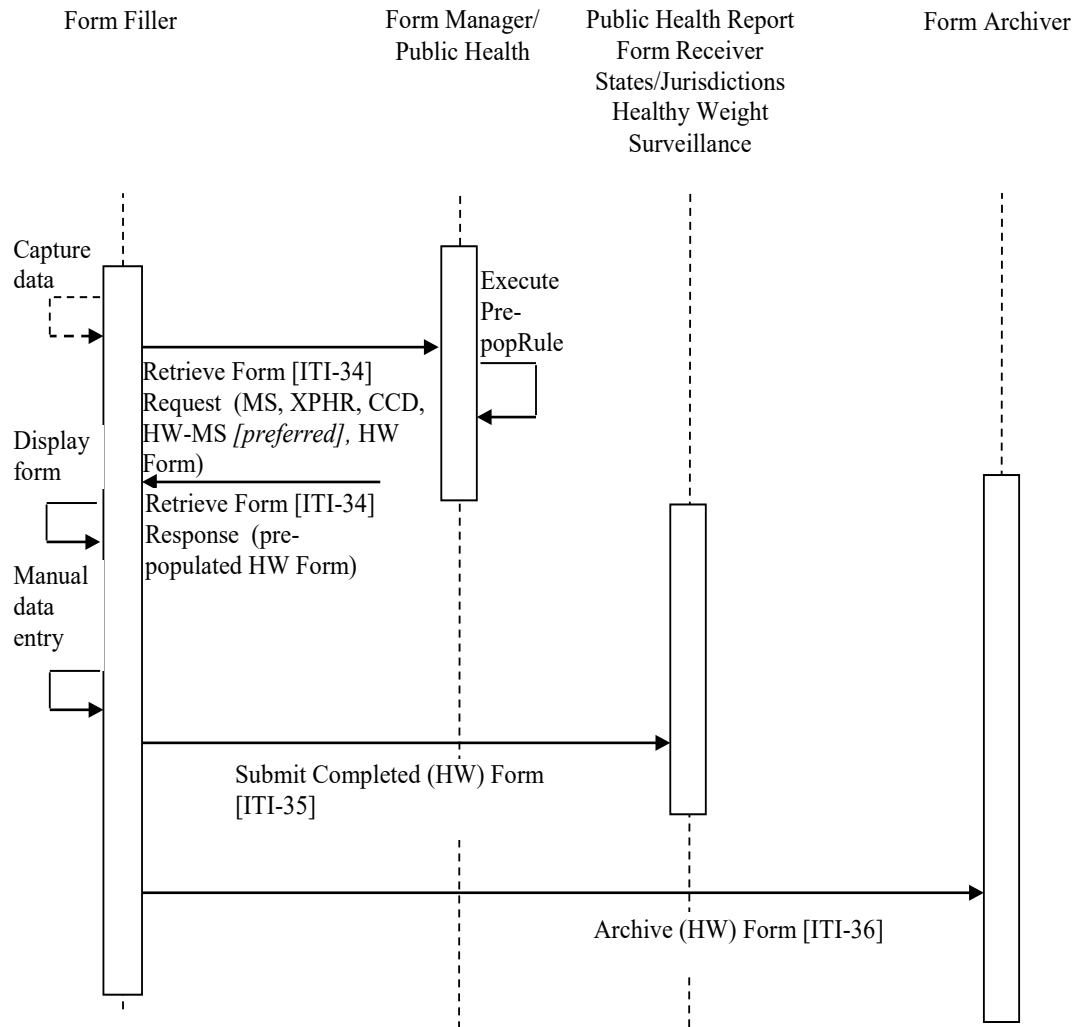 Form Filler
Form Manager/
Public Health
Public Health Report
Form Receiver
States/Jurisdictions
Healthy Weight
Surveillance
Form Archiver
Capture
data
Execute
Pre-
popRule
Retrieve Form [ITI-34]
Request (MS, XPHR, CCD,
HW-MS [preferred], HW
Form)
Display
form
Retrieve Form [ITI-34]
Response (pre-
populated HW Form)
Manual
data
entry
Submit Completed (HW) Form
[ITI-35]
Archive (HW) Form [ITI-36]